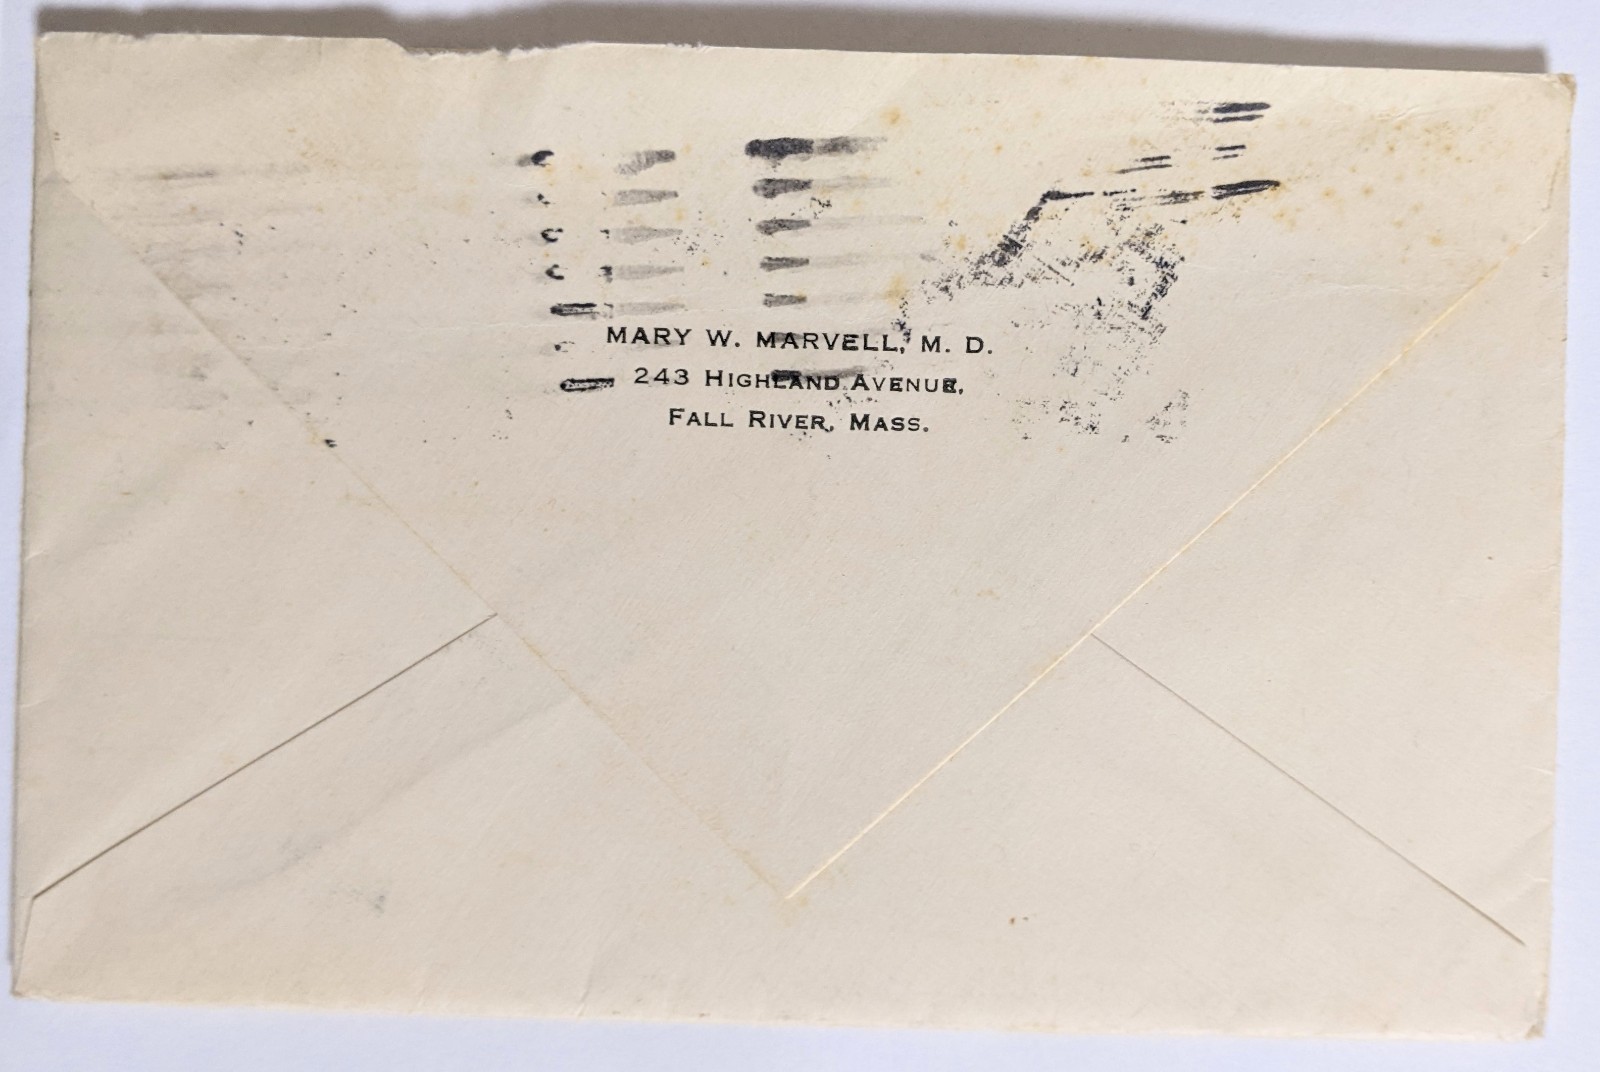 MARY W. MARVELL, M. D.
243 HIGHLAND AVENUE,
FALL RIVER, MASS.